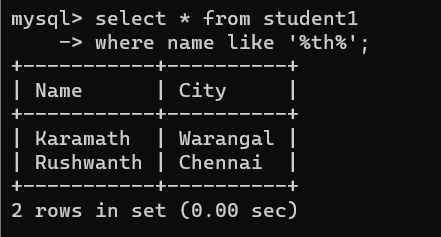 mysql> select * from student1
    -> where name like '%th%';
+-----------+----------+
| Name      | City     |
+-----------+----------+
| Karamath  | Warangal |
| Rushwanth | Chennai  |
+-----------+----------+
2 rows in set (0.00 sec)